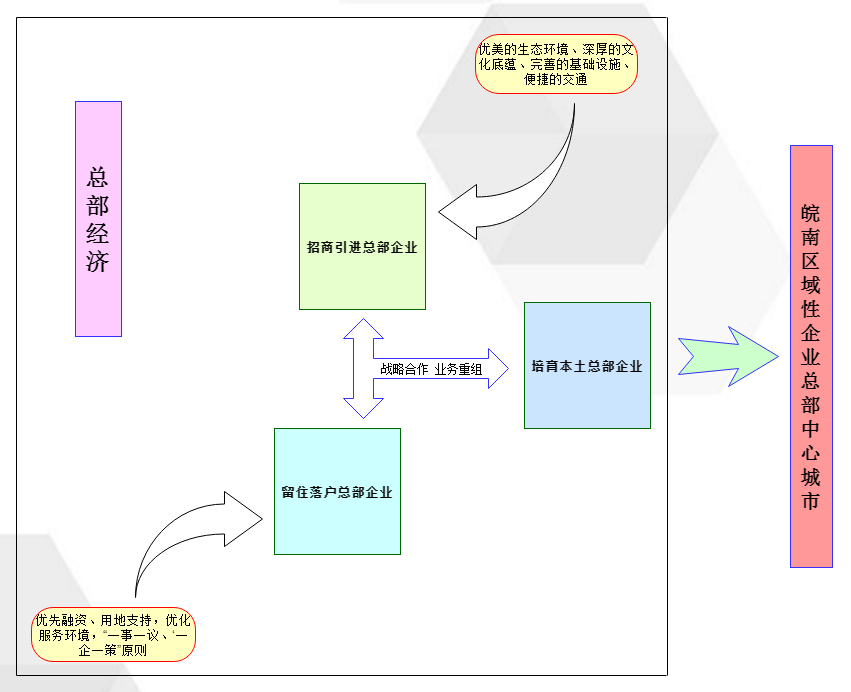 优美的生态环境、深厚的文
化底蕴、完善的基础设施、
便捷的交通
总
部
经
济
皖
南
区
域
性
企
业
总
部
中
心
城
市
招商引进总部企业
战略合作 业务重组
培育本土总部企业
留住落户总部企业
优先融资、用地支持，优化
服务环境，“一事一议、‘一
企一策”原则